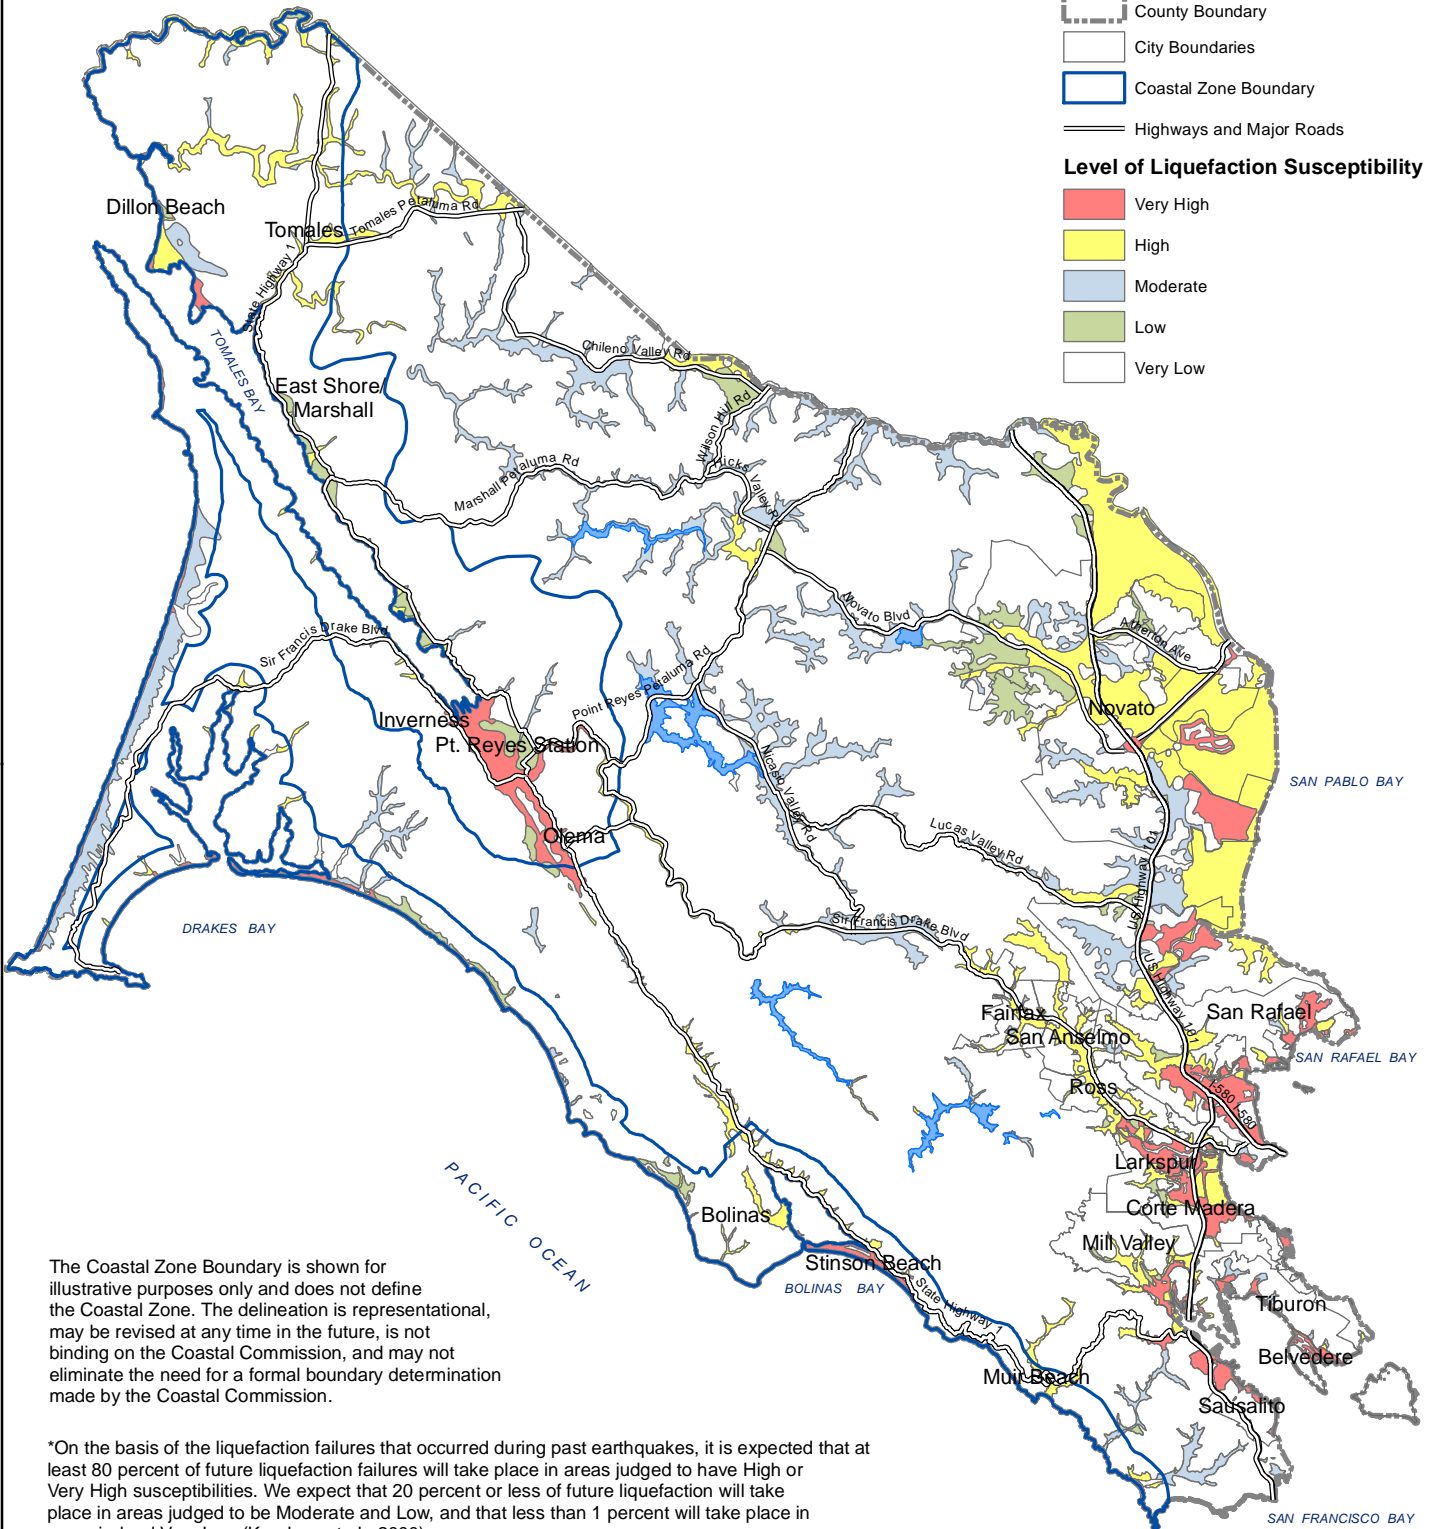 County Boundary
City Boundaries
Coastal Zone Boundary
Highways and Major Roads
Level of Liquefaction Susceptibility
Very High
High
Moderate
Low
Very Low
Dillon Beach
Tomales
Tomales Petaluma Rd
State Highway 1
TOMALES BAY
East Shore/
Marshall
Chileno Valley Rd
Wilson Hill Rd
Marshall Petaluma Rd
Hicks Valley Rd
Novato Blvd
Atherton Ave
Sir Francis Drake Blvd
Point Reyes Petaluma Rd
Inverness
Pt. Reyes Station
Novato
SAN PABLO BAY
Nicasio Valley Rd
Olema
Lucas Valley Rd
US Highway 101
DRAKES BAY
Sir Francis Drake Blvd
US Highway 101
Fairfax
San Anselmo
San Rafael
SAN RAFAEL BAY
Ross
I-580
I-580
Larkspur
PACIFIC OCEAN
Corte Madera
Bolinas
Mill Valley
Stinson Beach
BOLINAS BAY
State Highway 1
Tiburon
Belvedere
Muir Beach
Sausalito
SAN FRANCISCO BAY
The Coastal Zone Boundary is shown for
illustrative purposes only and does not define
the Coastal Zone. The delineation is representational,
may be revised at any time in the future, is not
binding on the Coastal Commission, and may not
eliminate the need for a formal boundary determination
made by the Coastal Commission.
*On the basis of the liquefaction failures that occurred during past earthquakes, it is expected that at
least 80 percent of future liquefaction failures will take place in areas judged to have High or
Very High susceptibilities. We expect that 20 percent or less of future liquefaction will take
place in areas judged to be Moderate and Low, and that less than 1 percent will take place in